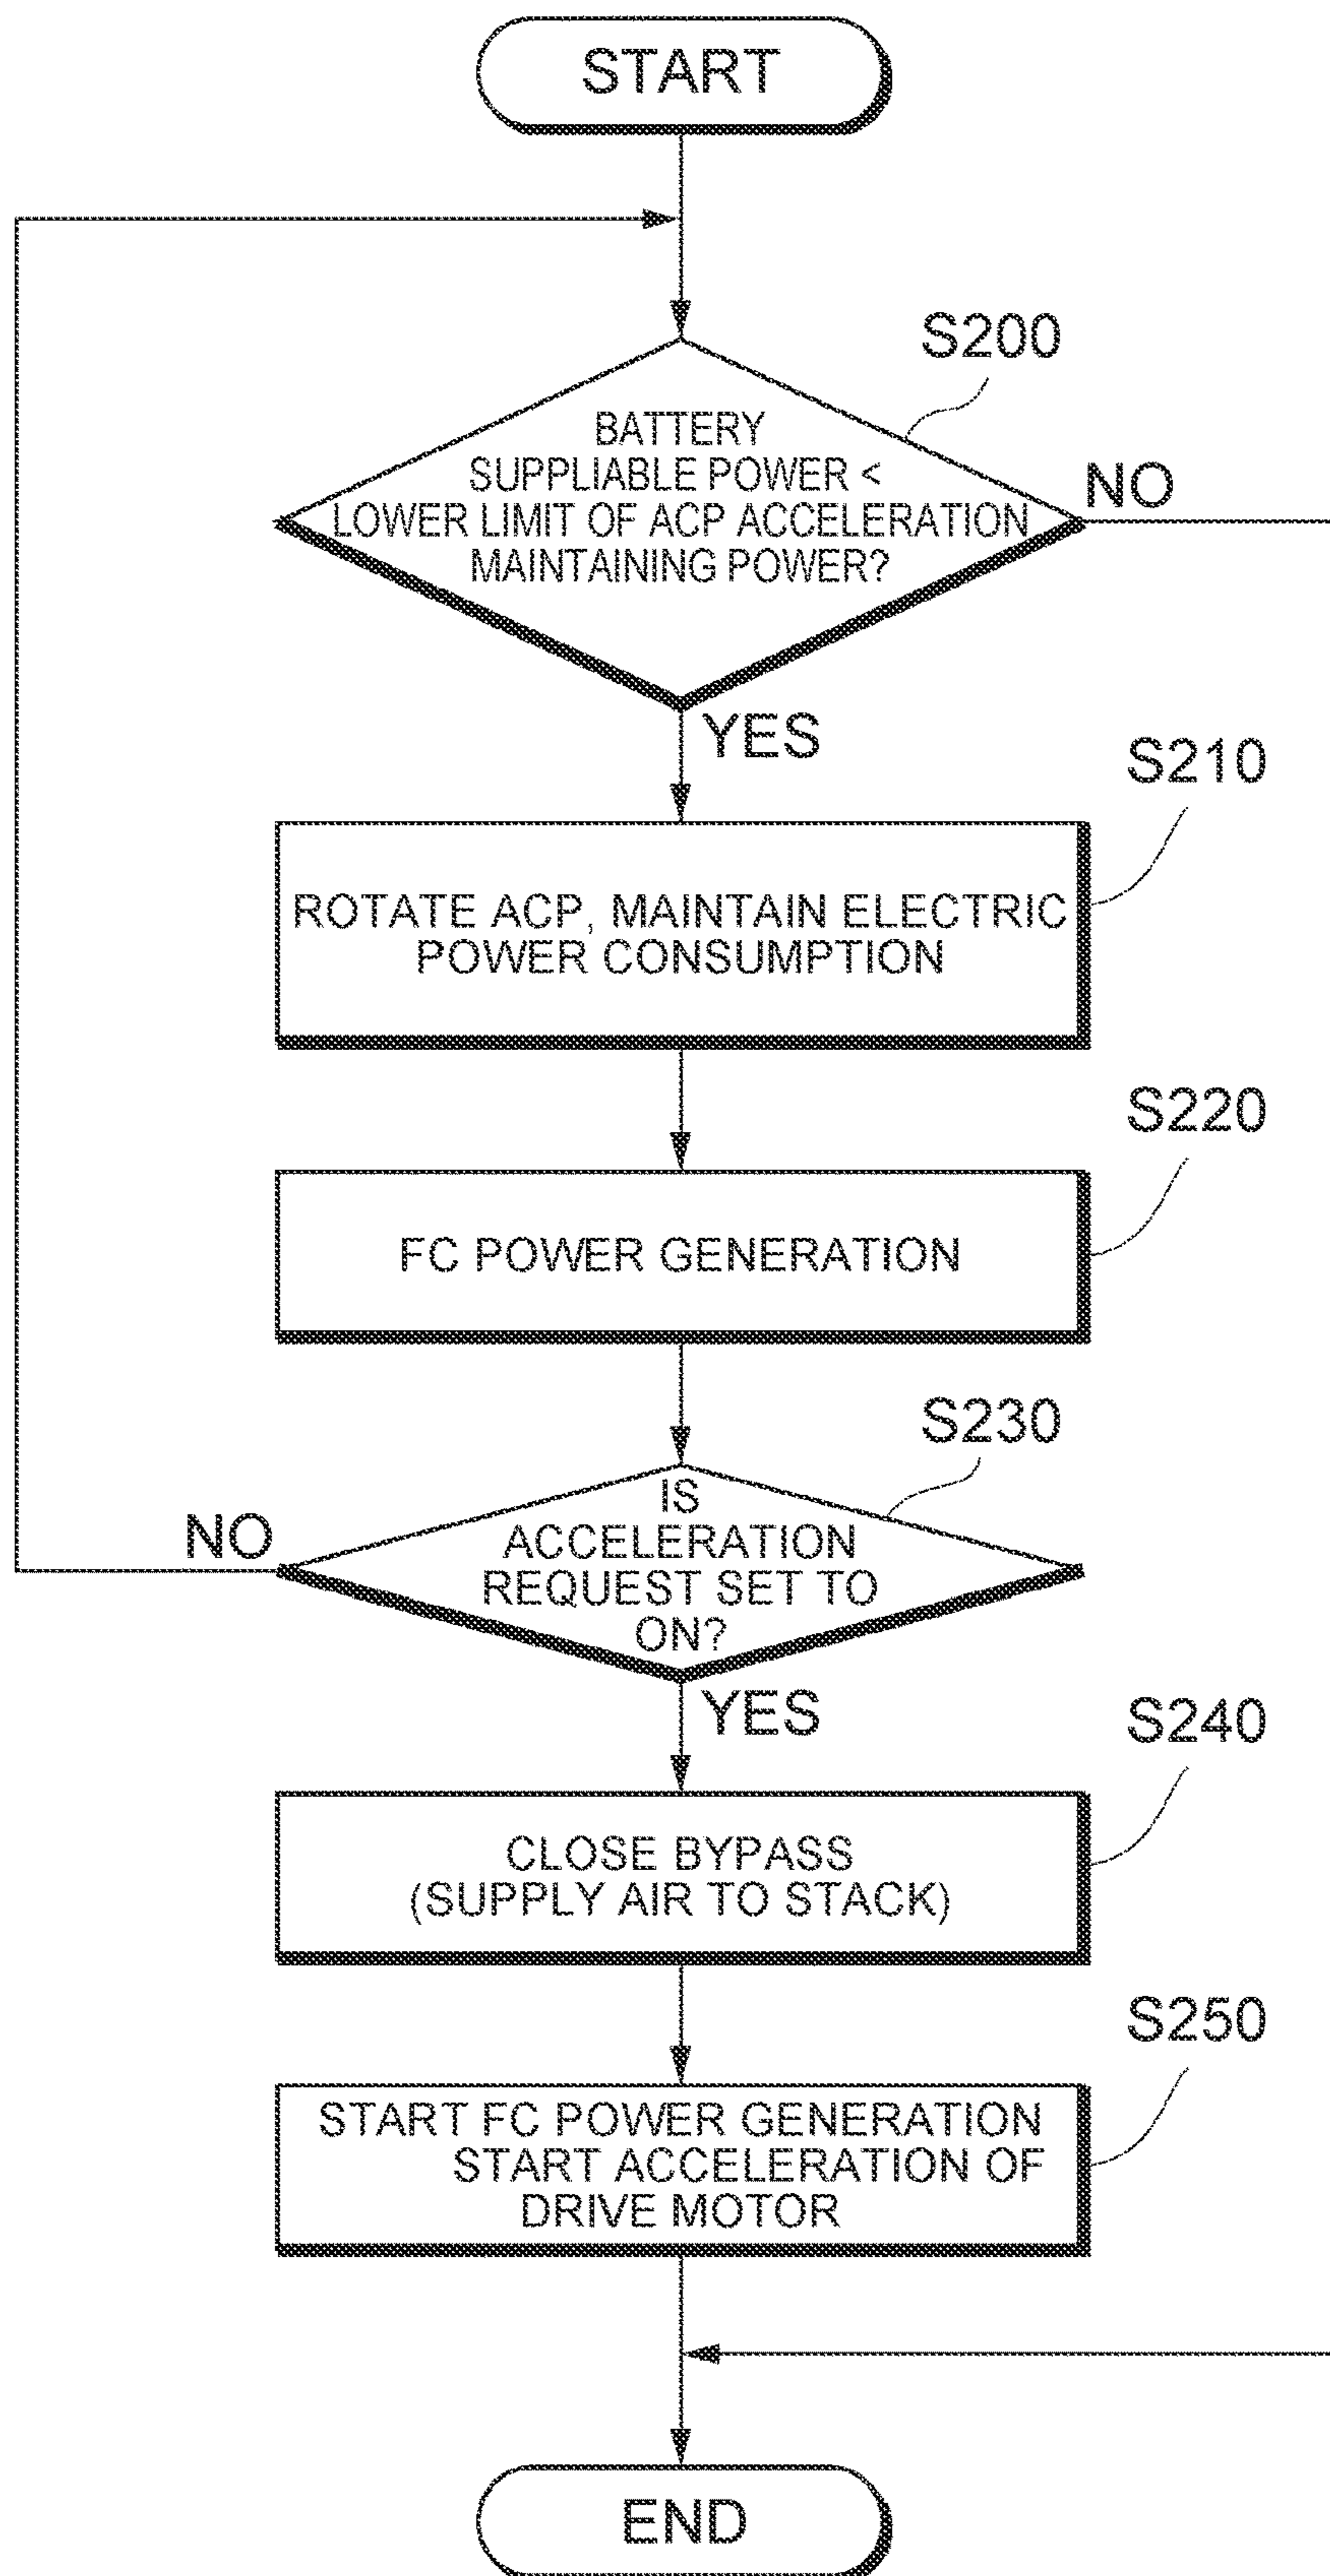 START
S200
BATTERY
SUPPLIABLE POWER <
LOWER LIMIT OF ACP ACCELERATION
MAINTAINING POWER?
NO
YES
S210
ROTATE ACP, MAINTAIN ELECTRIC
POWER CONSUMPTION
S220
FC POWER GENERATION
S230
IS
ACCELERATION
REQUEST SET TO
ON?
NO
YES
S240
CLOSE BYPASS
(SUPPLY AIR TO STACK)
S250
START FC POWER GENERATION
START ACCELERATION OF
DRIVE MOTOR
END